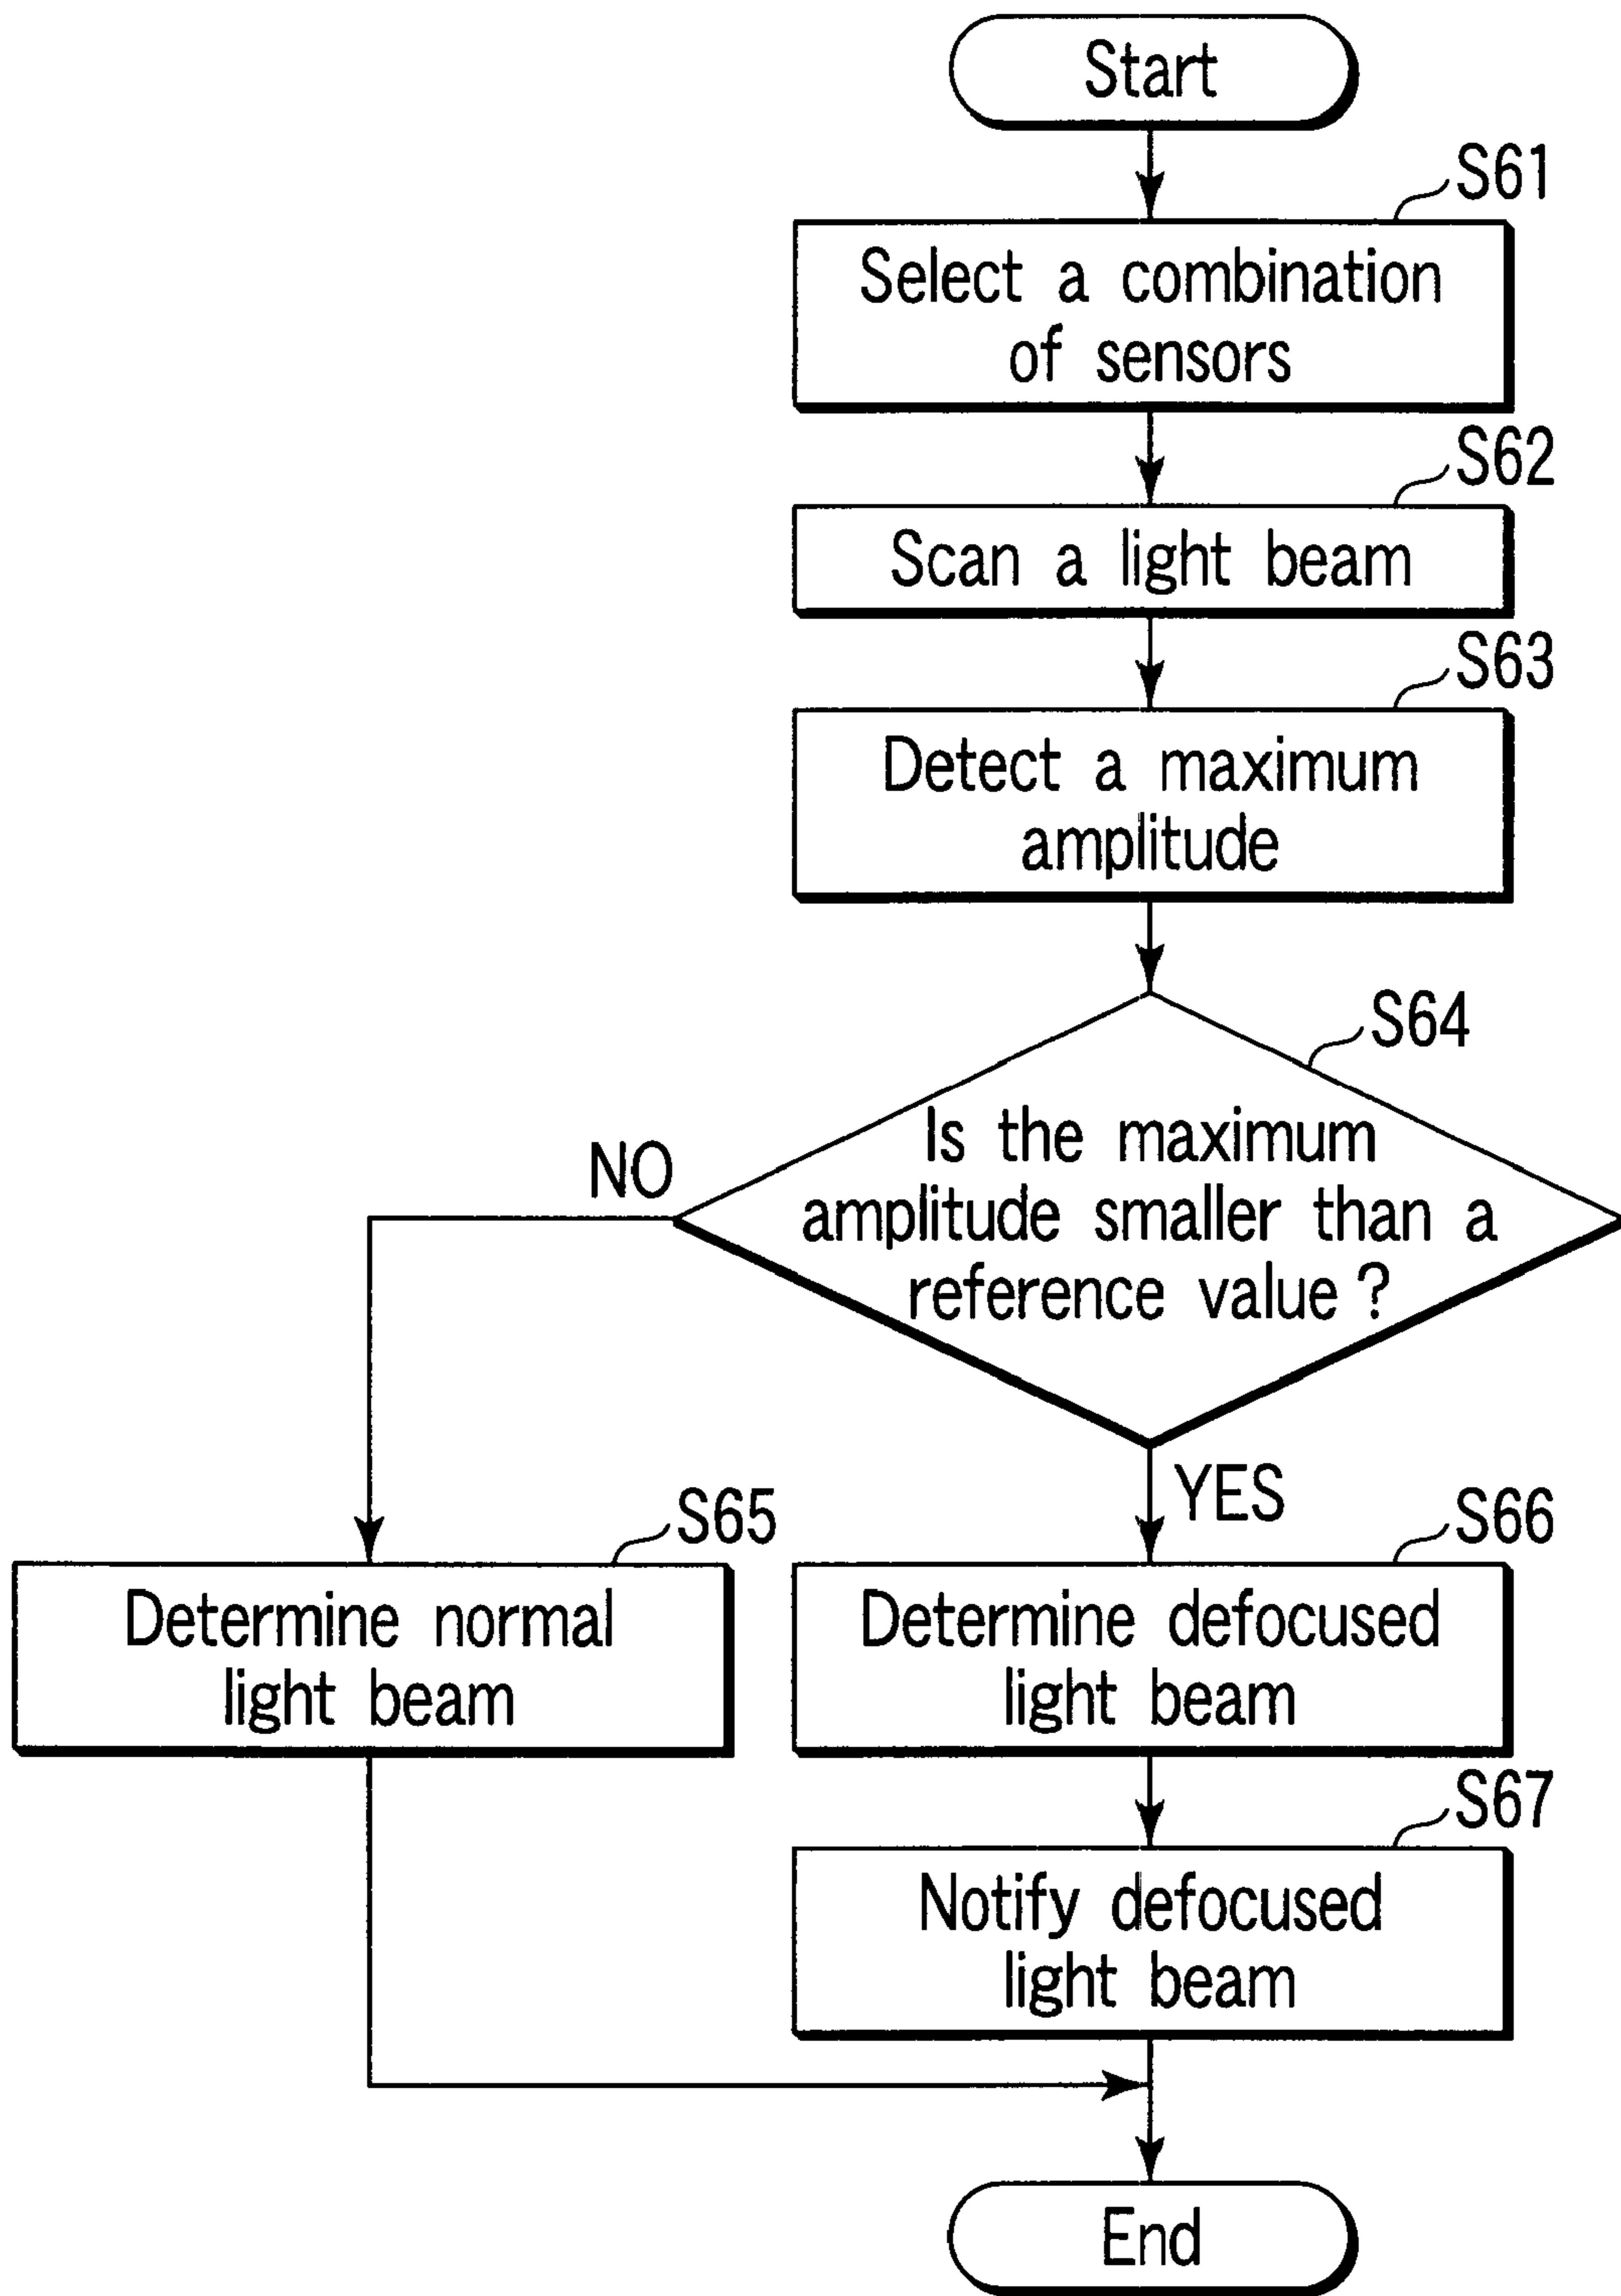 Start
S61
Select a combination
of sensors
S62
Scan a light beam
S63
Detect a maximum
amplitude
S64
Is the maximum
amplitude smaller than a
reference value ?
NO
YES
S65
Determine normal
light beam
S66
Determine defocused
light beam
S67
Notify defocused
light beam
End